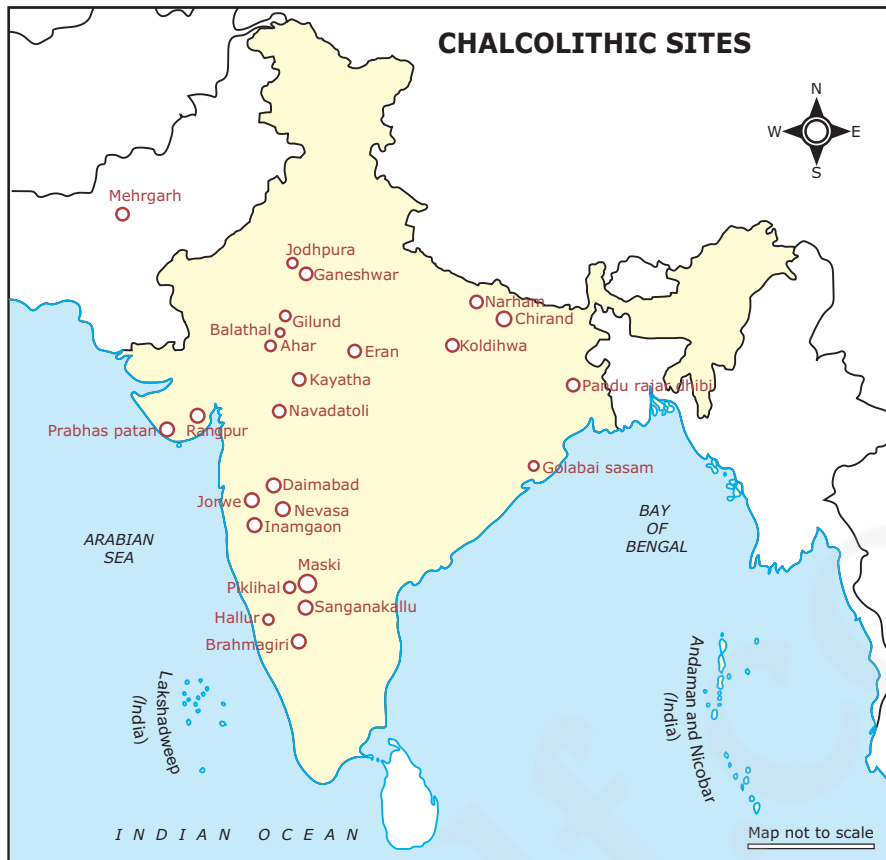 CHALCOLITHIC SITES
N
W
E
S
Mehrgarh
Jodhpura
Ganeshwar
Narham
Chirand
Gilund
Balathal
Ahar
Eran
Koldihwa
Kayatha
Pandu rajar dhibi
Navadatoli
Prabhas patan
Rangpur
Golabai sasam
Daimabad
Jorwe
Nevasa
Inamgaon
ARABIAN
SEA
BAY
OF
BENGAL
Maski
Piklihal
Sanganakallu
Hallur
Brahmagiri
Lakshadweep
(India)
Andaman and Nicobar
(India)
INDIAN OCEAN
Map not to scale